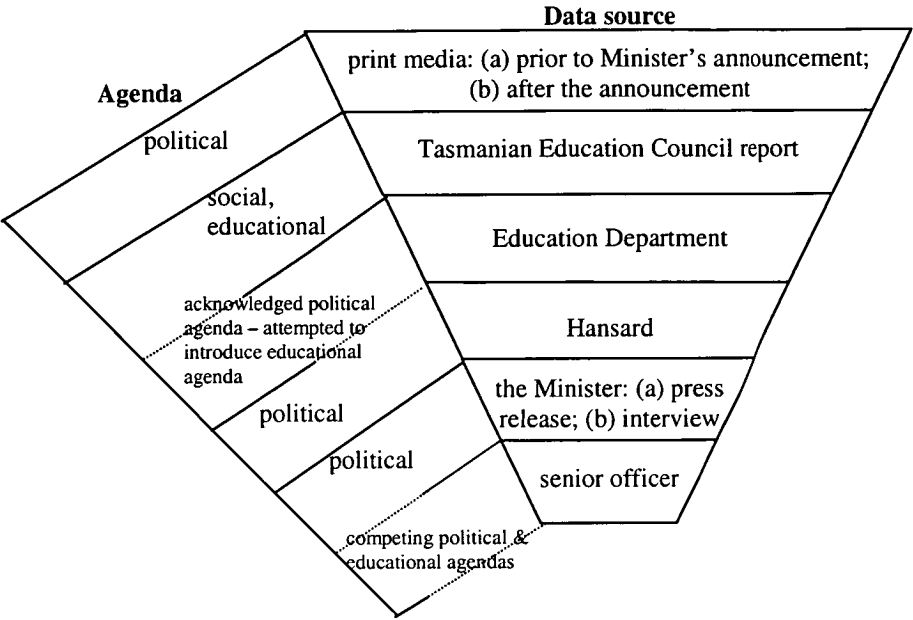 Data source
print media: (a) prior to Minister's announcement;
(b) after the announcement
Agenda
political
Tasmanian Education Council report
social,
educational
Education Department
acknowledged political
agenda – attempted to
introduce educational
agenda
Hansard
political
the Minister: (a) press
release; (b) interview
political
senior officer
competing political &
educational agendas